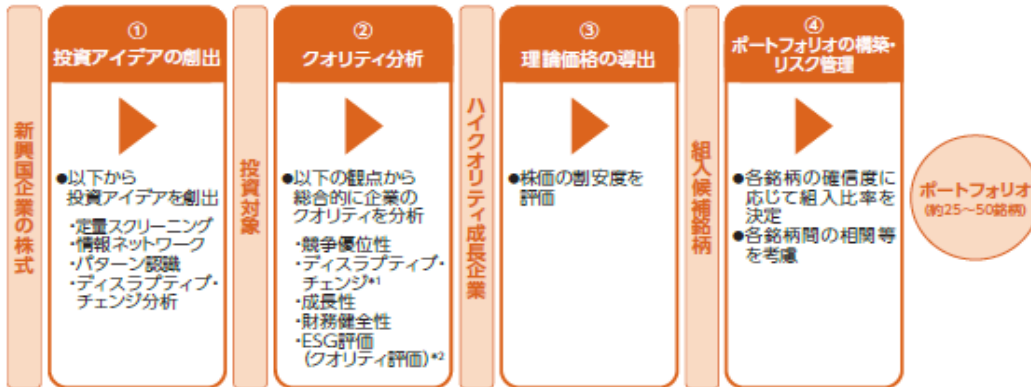 新興国企業の株式
①
投資アイデアの創出
●以下から
投資アイデアを創出
・定量スクリーニング
・情報ネットワーク
・パターン認識
・ディスラプティブ・
チェンジ分析
投資対象
②
クオリティ分析
●以下の観点から
総合的に企業の
クオリティを分析
・競争優位性
・ディスラプティブ・
チェンジ*1
・成長性
・財務健全性
・ESG評価
(クオリティ評価)*2
ハイクオリティ成長企業
③
理論価格の導出
●株価の割安度を
評価
組入候補銘柄
④
ポートフォリオの構築・
リスク管理
●各銘柄の確信度に
応じて組入比率を
決定
●各銘柄間の相関等
を考慮
ポートフォリオ
(約25～50銘柄)